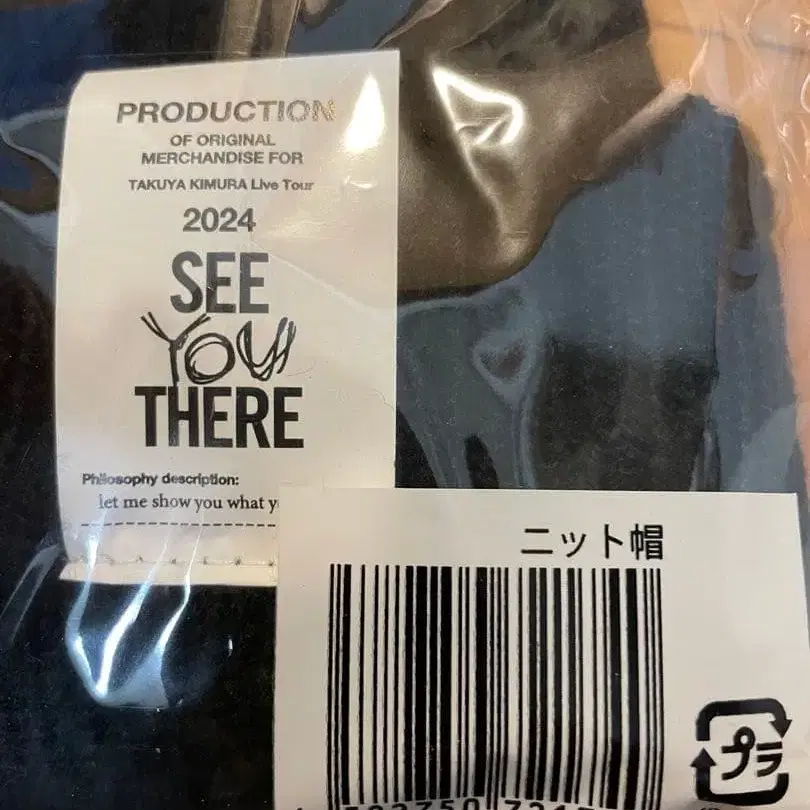 PRODUCTION
OF ORIGINAL
MERCHANDISE FOR
TAKUYA KIMURA Live Tour
2024
SEE
YOU
THERE
Philosophy description:
let me show you what
ニット帽
プラ